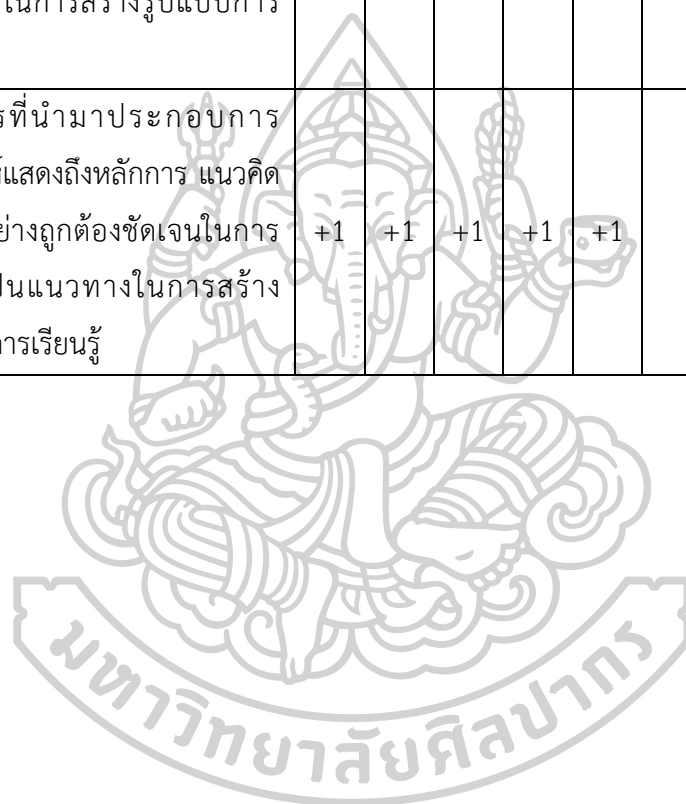 ในการสร้างรูปแบบการ
ที่นำมาประกอบการ
แสดงถึงหลักการ แนวคิด
ย่างถูกต้องชัดเจนในการ +1 +1 +1 +1 +1
ป็นแนวทางในการสร้าง
การเรียนรู้
มหาวิทยาลัยศิลปากร